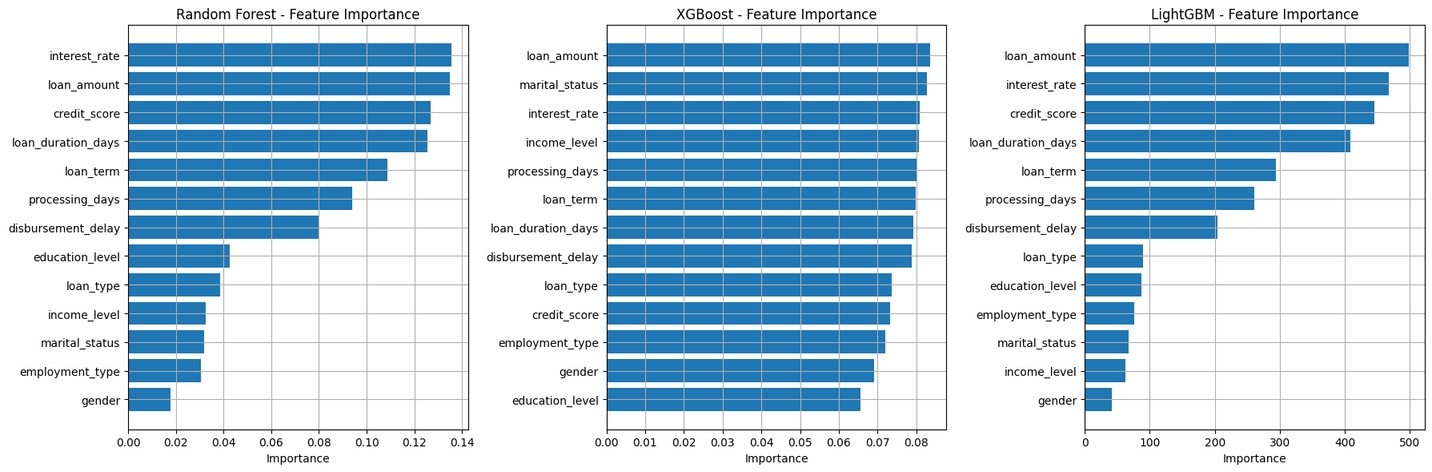 Random Forest - Feature Importance
interest_rate
loan_amount
credit_score
loan_duration_days
loan_term
processing_days
disbursement_delay
education_level
loan_type
income_level
marital_status
employment_type
gender
0.00 0.02 0.04 0.06 0.08 0.10 0.12 0.14
Importance
XGBoost - Feature Importance
loan_amount
marital_status
interest_rate
income_level
processing_days
loan_term
loan_duration_days
disbursement_delay
loan_type
credit_score
employment_type
gender
education_level
0.00 0.01 0.02 0.03 0.04 0.05 0.06 0.07 0.08
Importance
LightGBM - Feature Importance
loan_amount
interest_rate
credit_score
loan_duration_days
loan_term
processing_days
disbursement_delay
loan_type
education_level
employment_type
marital_status
income_level
gender
0 100 200 300 400 500
Importance